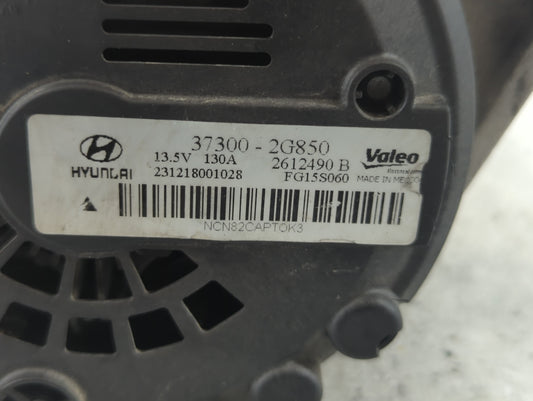 37300 - 2G850
HYUNDAI 13.5V 130A 2612490 B Valeo
231218001028 FG15S060 MADE IN MEXICO
NCN82CAPTOK3